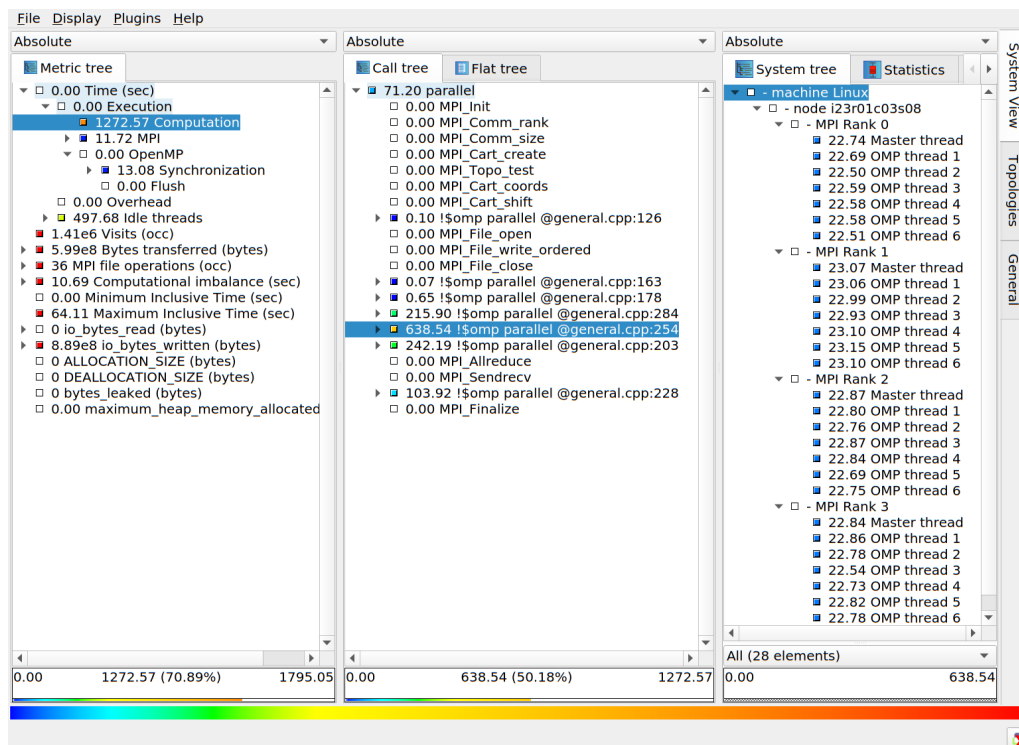 File Display Plugins Help
Absolute
Metric tree
0.00 Time (sec)
0.00 Execution
1272.57 Computation
11.72 MPI
0.00 OpenMP
13.08 Synchronization
0.00 Flush
0.00 Overhead
497.68 Idle threads
1.41e6 Visits (occ)
5.99e8 Bytes transferred (bytes)
36 MPI file operations (occ)
10.69 Computational imbalance (sec)
0.00 Minimum Inclusive Time (sec)
64.11 Maximum Inclusive Time (sec)
0 io_bytes_read (bytes)
8.89e8 io_bytes_written (bytes)
0 ALLOCATION_SIZE (bytes)
0 DEALLOCATION_SIZE (bytes)
0 bytes_leaked (bytes)
0.00 maximum_heap_memory_allocated
0.00 1272.57 (70.89%) 1795.05
Absolute
Call tree Flat tree
71.20 parallel
0.00 MPI_Init
0.00 MPI_Comm_rank
0.00 MPI_Comm_size
0.00 MPI_Cart_create
0.00 MPI_Topo_test
0.00 MPI_Cart_coords
0.00 MPI_Cart_shift
0.10 !$omp parallel @general.cpp:126
0.00 MPI_File_open
0.00 MPI_File_write_ordered
0.00 MPI_File_close
0.07 !$omp parallel @general.cpp:163
0.65 !$omp parallel @general.cpp:178
215.90 !$omp parallel @general.cpp:284
638.54 !$omp parallel @general.cpp:254
242.19 !$omp parallel @general.cpp:203
0.00 MPI_Allreduce
0.00 MPI_Sendrecv
103.92 !$omp parallel @general.cpp:228
0.00 MPI_Finalize
0.00 638.54 (50.18%) 1272.57
Absolute
System tree Statistics
- machine Linux
- node i23r01c03s08
- MPI Rank 0
22.74 Master thread
22.69 OMP thread 1
22.50 OMP thread 2
22.59 OMP thread 3
22.58 OMP thread 4
22.58 OMP thread 5
22.51 OMP thread 6
- MPI Rank 1
23.07 Master thread
23.06 OMP thread 1
22.99 OMP thread 2
22.93 OMP thread 3
23.10 OMP thread 4
23.15 OMP thread 5
23.10 OMP thread 6
- MPI Rank 2
22.87 Master thread
22.80 OMP thread 1
22.76 OMP thread 2
22.87 OMP thread 3
22.84 OMP thread 4
22.69 OMP thread 5
22.75 OMP thread 6
- MPI Rank 3
22.84 Master thread
22.86 OMP thread 1
22.78 OMP thread 2
22.54 OMP thread 3
22.73 OMP thread 4
22.82 OMP thread 5
22.78 OMP thread 6
All (28 elements)
0.00 638.54
System View
Topologies
General